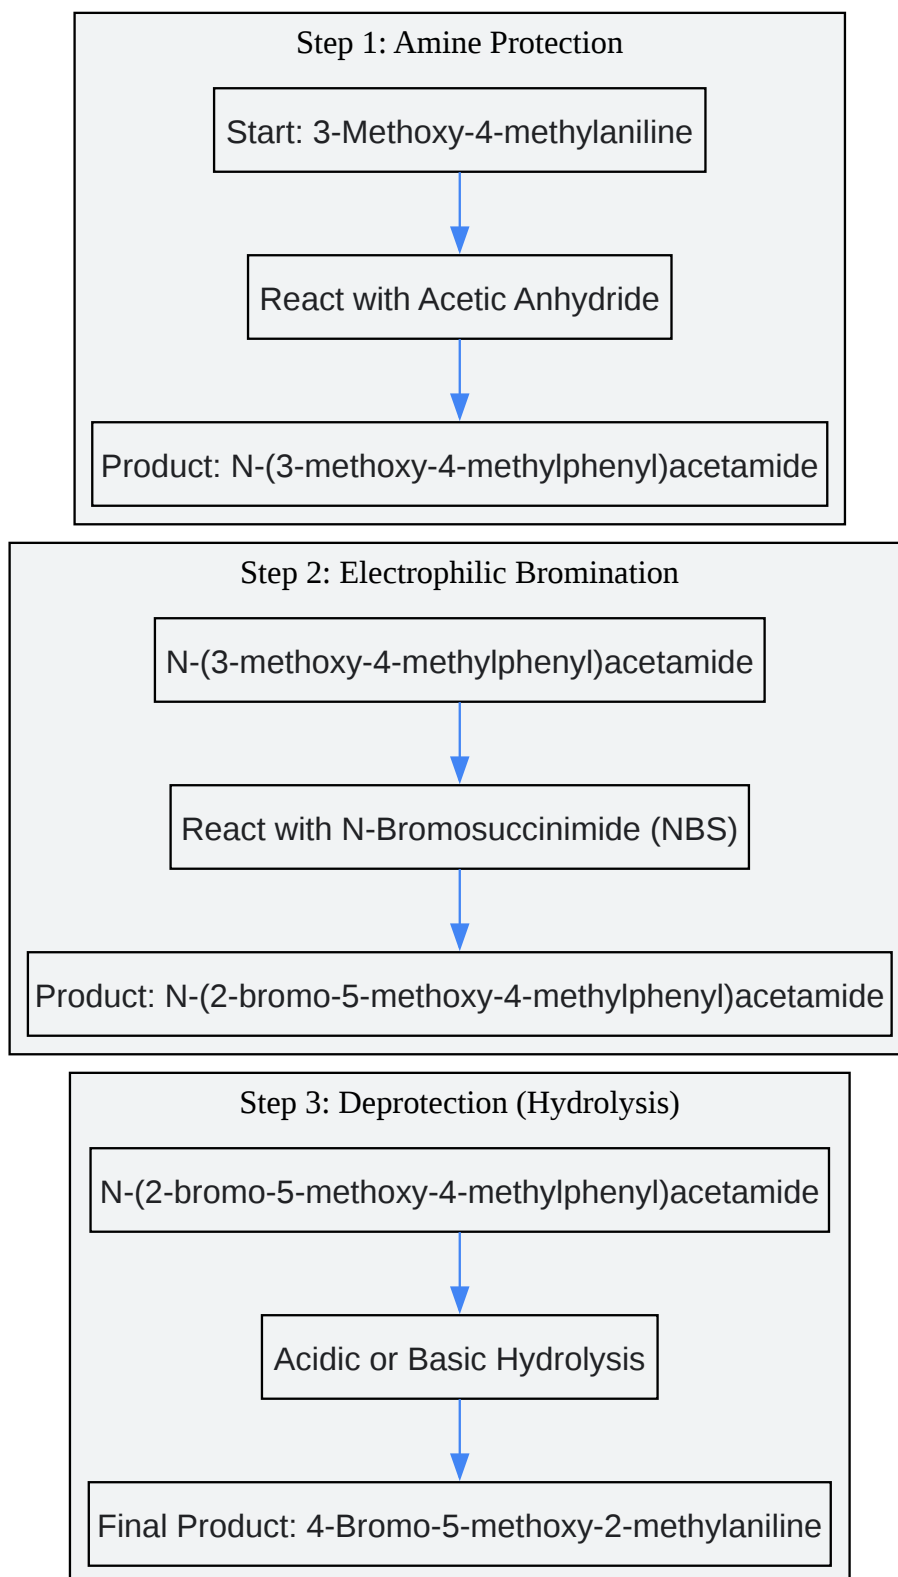 Step 1: Amine Protection
Start: 3-Methoxy-4-methylaniline
React with Acetic Anhydride
Product: N-(3-methoxy-4-methylphenyl)acetamide
Step 2: Electrophilic Bromination
N-(3-methoxy-4-methylphenyl)acetamide
React with N-Bromosuccinimide (NBS)
Product: N-(2-bromo-5-methoxy-4-methylphenyl)acetamide
Step 3: Deprotection (Hydrolysis)
N-(2-bromo-5-methoxy-4-methylphenyl)acetamide
Acidic or Basic Hydrolysis
Final Product: 4-Bromo-5-methoxy-2-methylaniline